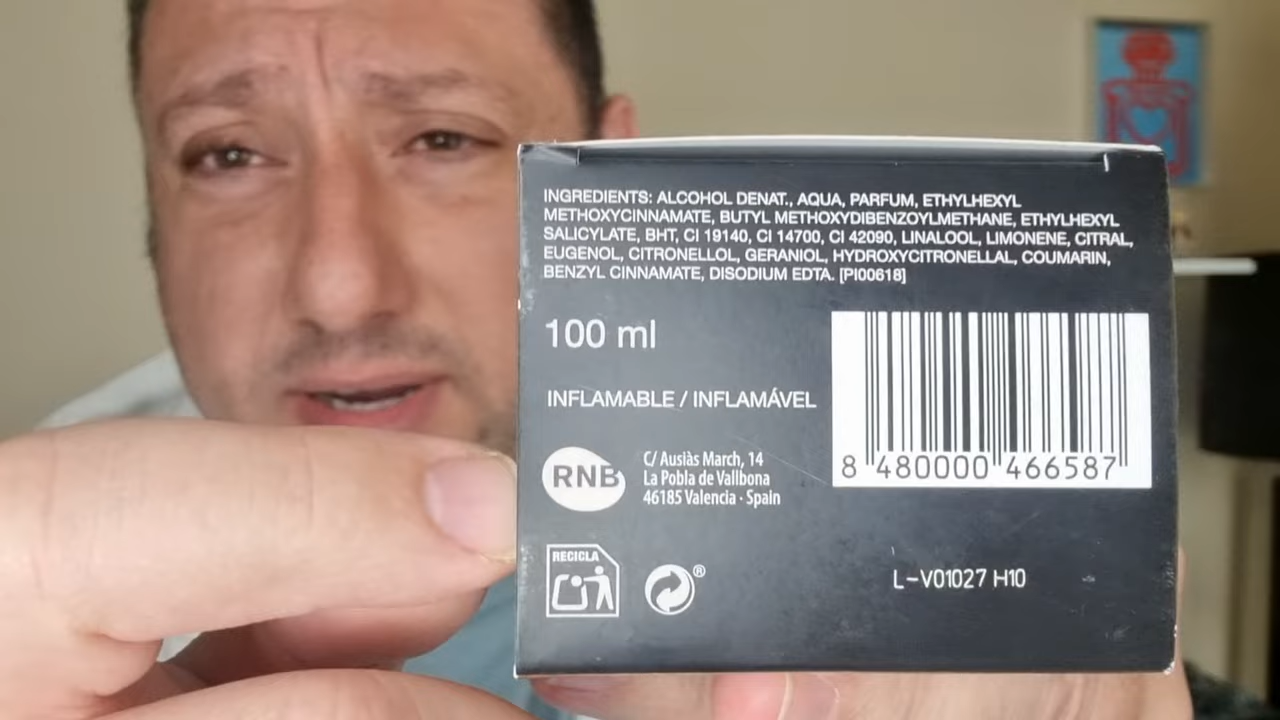 INGREDIENTS: ALCOHOL DENAT., AQUA, PARFUM, ETHYLHEXYL
METHOXYCINNAMATE, BUTYL METHOXYDIBENZOYLMETHANE, ETHYLHEXYL
SALICYLATE, BHT, CI 19140, CI 14700, CI 42090, LINALOOL, LIMONENE, CITRAL,
EUGENOL, CITRONELLOL, GERANIOL, HYDROXYCITRONELLAL, COUMARIN,
BENZYL CINNAMATE, DISODIUM EDTA. [PI00618]
100 ml
INFLAMABLE / INFLAMÁVEL
8 480000 466587
RNB
C/ Ausiàs March, 14
La Pobla de Vallbona
46185 Valencia · Spain
RECICLA
®
L-V01027 H10